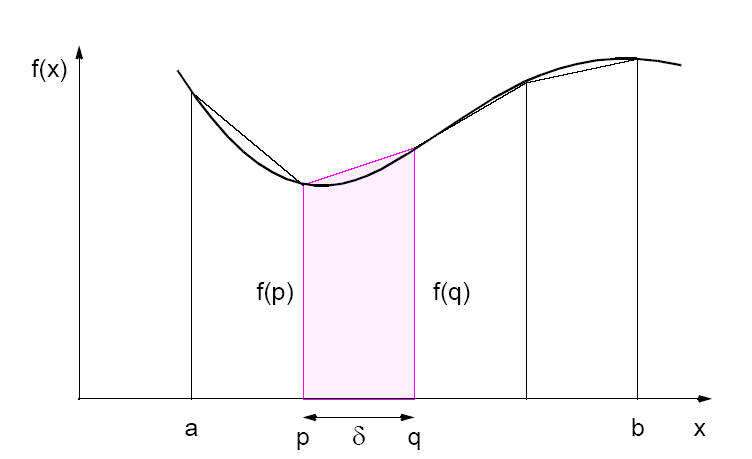 f(x)
f(p) f(q)
a p δ q b x